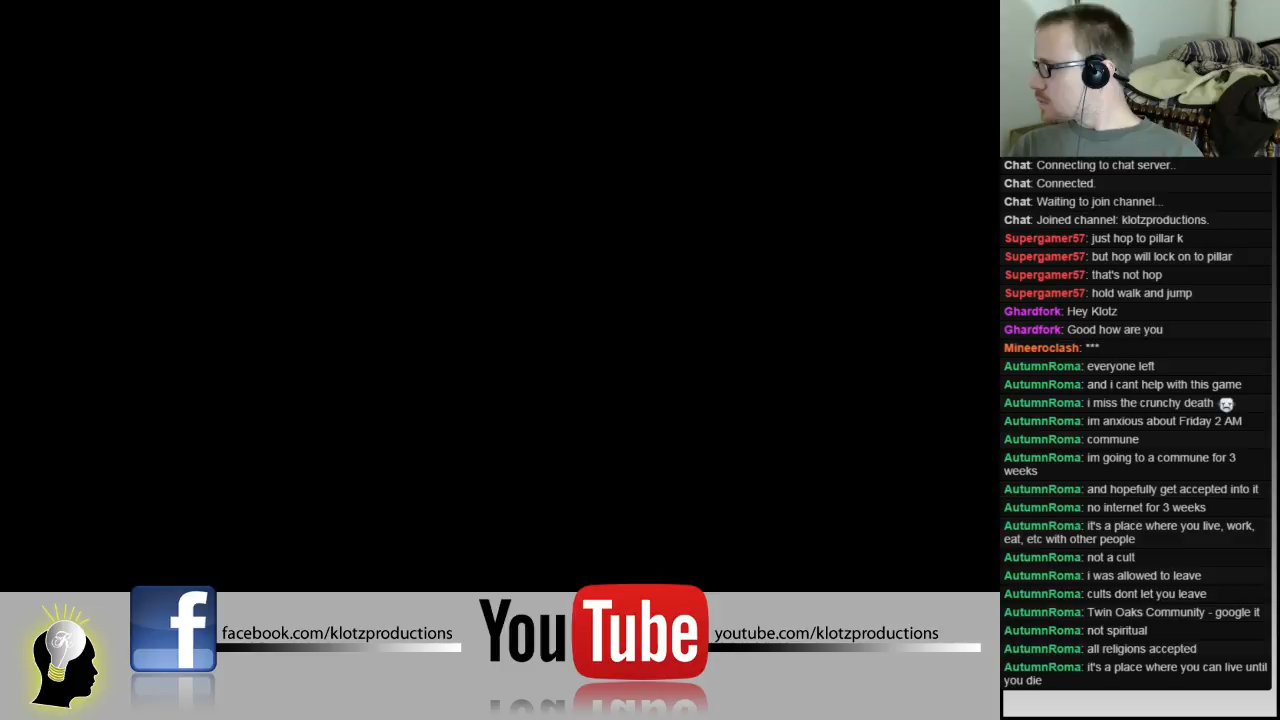 Chat: Connecting to chat server..
Chat: Connected.
Chat: Waiting to join channel...
Chat: Joined channel: klotzproductions.
Supergamer57: just hop to pillar k
Supergamer57: but hop will lock on to pillar
Supergamer57: that's not hop
Supergamer57: hold walk and jump
Ghardfork: Hey Klotz
Ghardfork: Good how are you
Mineeroclash: ***
AutumnRoma: everyone left
AutumnRoma: and i cant help with this game
AutumnRoma: i miss the crunchy death
AutumnRoma: im anxious about Friday 2 AM
AutumnRoma: commune
AutumnRoma: im going to a commune for 3
weeks
AutumnRoma: and hopefully get accepted into it
AutumnRoma: no internet for 3 weeks
AutumnRoma: it's a place where you live, work,
eat, etc with other people
AutumnRoma: not a cult
AutumnRoma: i was allowed to leave
AutumnRoma: cults dont let you leave
AutumnRoma: Twin Oaks Community - google it
AutumnRoma: not spiritual
AutumnRoma: all religions accepted
AutumnRoma: it's a place where you can live until
you die
K
f
facebook.com/klotzproductions
YouTube
youtube.com/klotzproductions